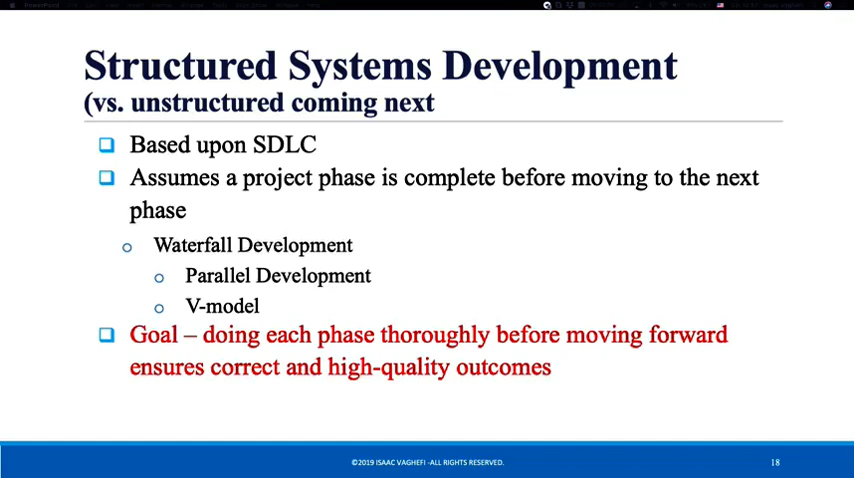 Structured Systems Development
(vs. unstructured coming next
Based upon SDLC
Assumes a project phase is complete before moving to the next
phase
Waterfall Development
Parallel Development
V-model
Goal – doing each phase thoroughly before moving forward
ensures correct and high-quality outcomes
©2019 ISAAC VAGHEFI -ALL RIGHTS RESERVED.
18